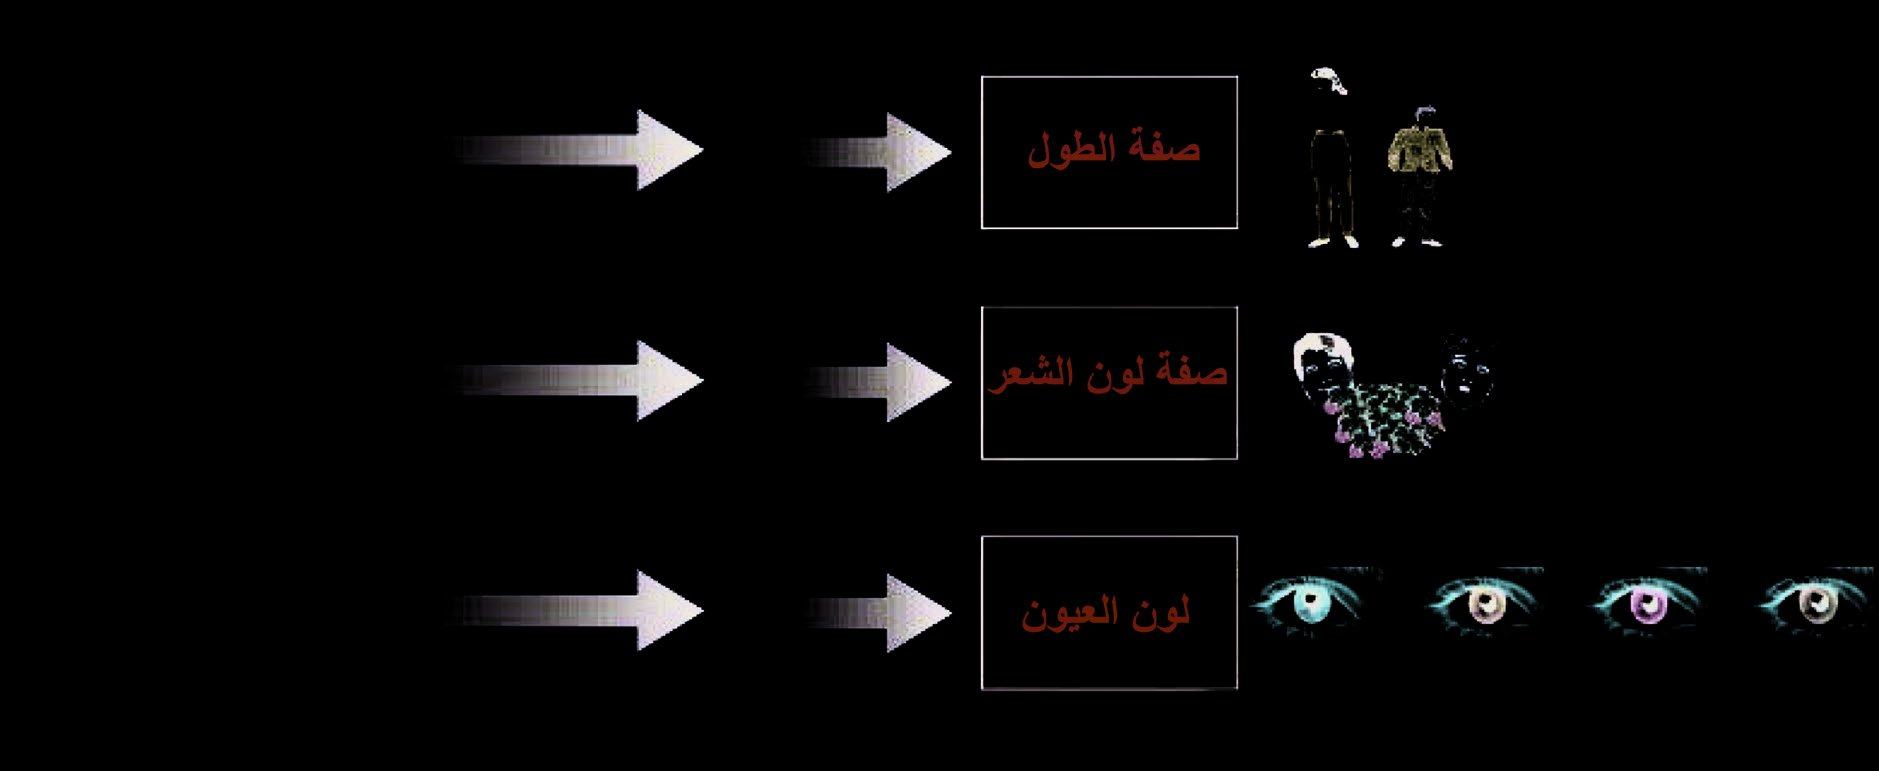 صفة الطول
صفة لون الشعر
لون العيون